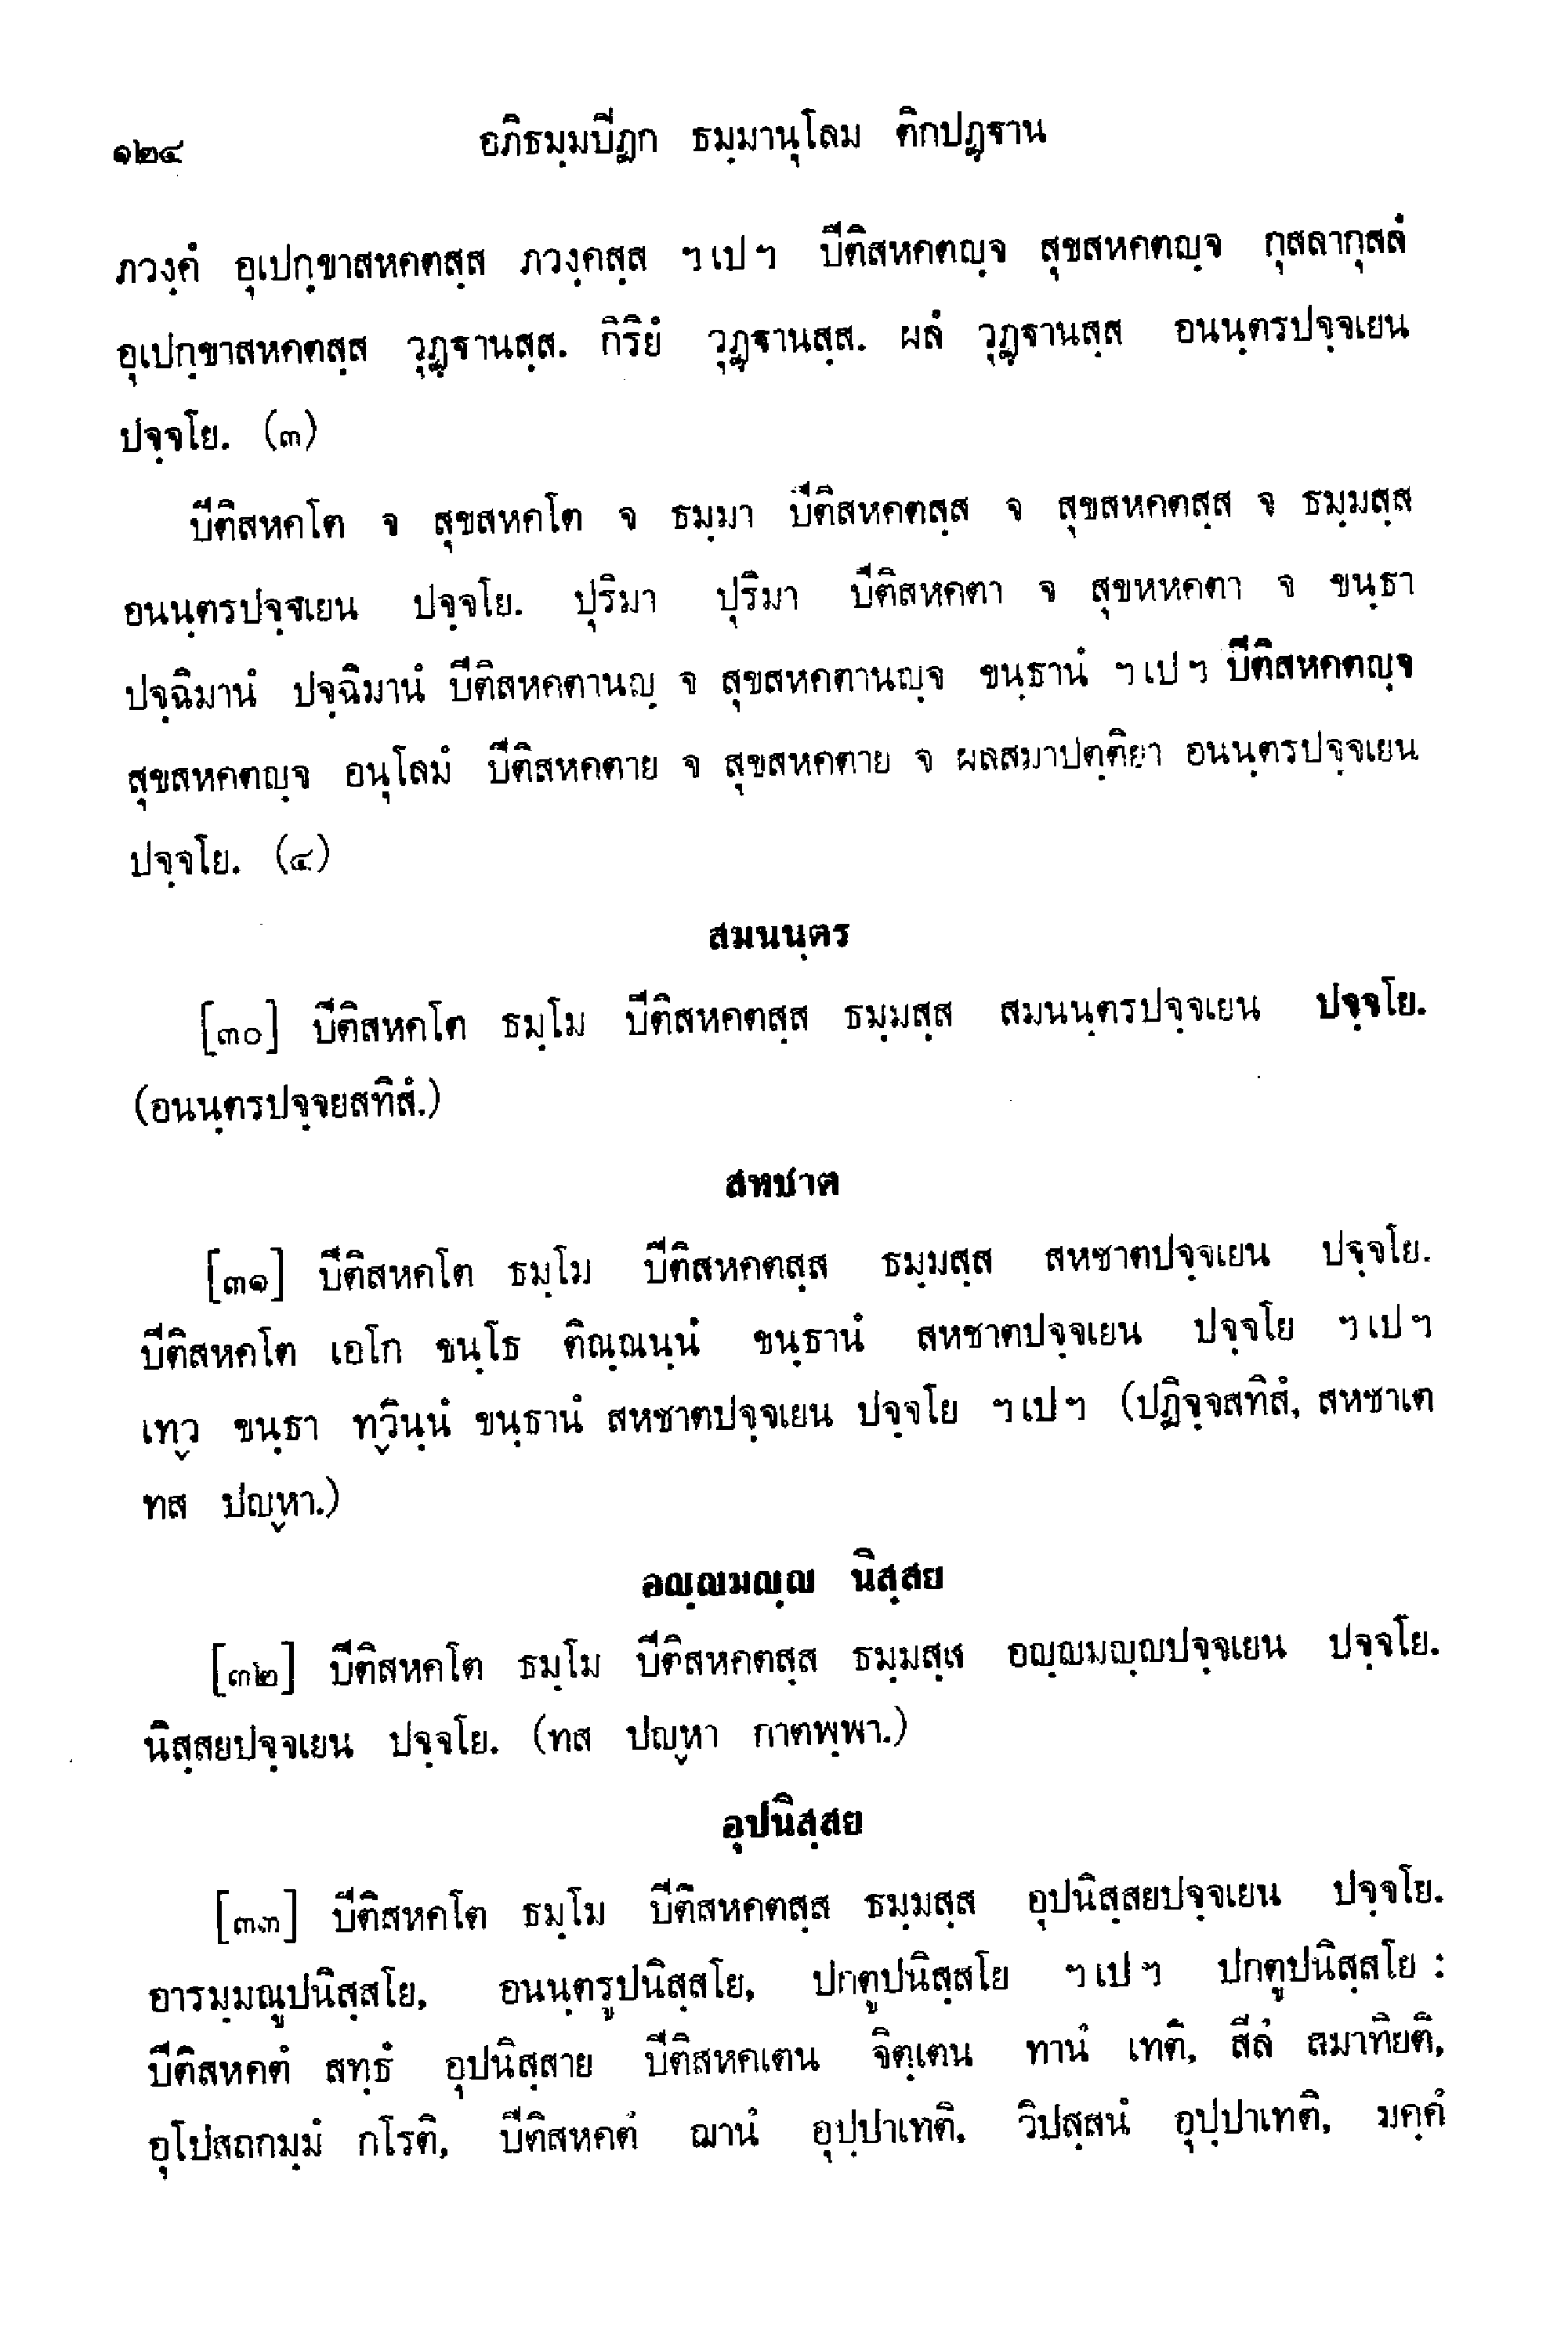 ๑๒๔ อภิธมฺมปีฏก ธมฺมานุโลม ติกปฏฺฐาน
ภวงฺคํ อุเปกฺขาสหคตสฺส ภวงฺคสฺส ฯเปฯ ปีติสหคตญฺจ สุขสหคตญฺจ กุสลากุสลํ
อุเปกฺขาสหคตสฺส วุฏฺฐานสฺส. กิริยํ วุฏฺฐานสฺส. ผลํ วุฏฺฐานสฺส อนนฺตรปจฺจเยน
ปจฺจโย. (๓)
ปีติสหคโต จ สุขสหคโต จ ธมฺมา ปีติสหคตสฺส จ สุขสหคตสฺส จ ธมฺมสฺส
อนนฺตรปจฺจเยน ปจฺจโย. ปุริมา ปุริมา ปีติสหคตา จ สุขหหคตา จ ขนฺธา
ปจฺฉิมานํ ปจฺฉิมานํ ปีติสหคตานญฺ จ สุขสหคตานญฺจ ขนฺธานํ ฯเปฯ ปีติสหคตญฺจ
สุขสหคตญฺจ อนุโลมํ ปีติสหคตาย จ สุขสหคตาย จ ผลสมาปตฺติยา อนนฺตรปจฺจเยน
ปจฺจโย. (๔)
สมนนฺตร
[๓๐] ปีติสหคโต ธมฺโม ปีติสหคตสฺส ธมฺมสฺส สมนนฺตรปจฺจเยน ปจฺจโย.
(อนนฺตรปจฺจยสทิสํ.)
สหชาต
[๓๑] ปีติสหคโต ธมฺโม ปีติสหคตสฺส ธมฺมสฺส สหชาตปจฺจเยน ปจฺจโย.
ปีติสหคโต เอโก ขนฺโธ ติณฺณนฺนํ ขนฺธานํ สหชาตปจฺจเยน ปจฺจโย ฯเปฯ
เทฺว ขนฺธา ทฺวินฺนํ ขนฺธานํ สหชาตปจฺจเยน ปจฺจโย ฯเปฯ (ปฏิจฺจสทิสํ, สหชาเต
ทส ปญฺหา.)
อญฺญมญฺญ นิสฺสย
[๓๒] ปีติสหคโต ธมฺโม ปีติสหคตสฺส ธมฺมสฺส อญฺญมญฺญปจฺจเยน ปจฺจโย.
นิสฺสยปจฺจเยน ปจฺจโย. (ทส ปญฺหา กาตพฺพา.)
อุปนิสฺสย
[๓๓] ปีติสหคโต ธมฺโม ปีติสหคตสฺส ธมฺมสฺส อุปนิสฺสยปจฺจเยน ปจฺจโย.
อารมฺมณูปนิสฺสโย, อนนฺตรูปนิสฺสโย, ปกตูปนิสฺสโย ฯเปฯ ปกตูปนิสฺสโย :
ปีติสหคตํ สทฺธํ อุปนิสฺสาย ปีติสหคเตน จิตฺเตน ทานํ เทติ, สีลํ สมาทิยติ,
อุโปสถกมฺมํ กโรติ, ปีติสหคตํ ฌานํ อุปฺปาเทติ, วิปสฺสนํ อุปฺปาเทติ, มคฺคํ